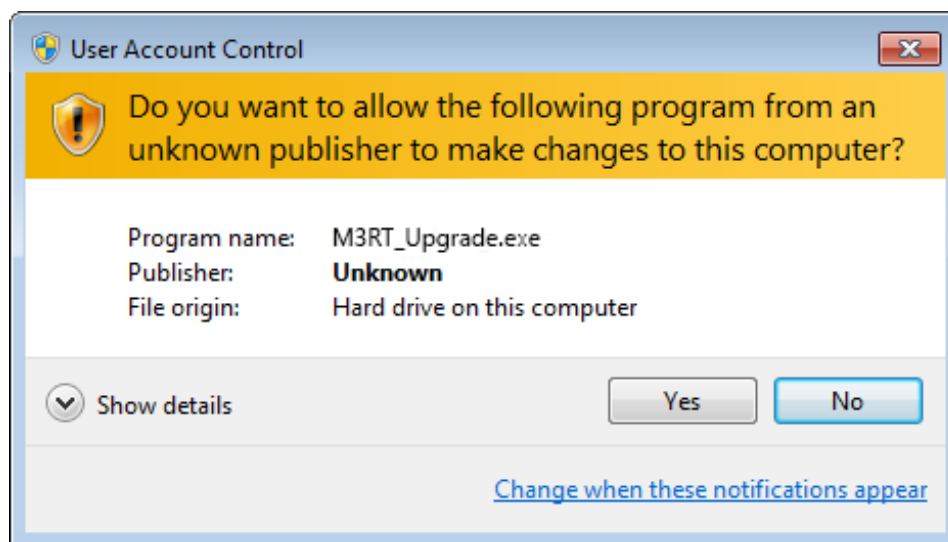 User Account Control
Do you want to allow the following program from an
unknown publisher to make changes to this computer?
Program name: M3RT_Upgrade.exe
Publisher: Unknown
File origin: Hard drive on this computer
Show details
Yes
No
Change when these notifications appear